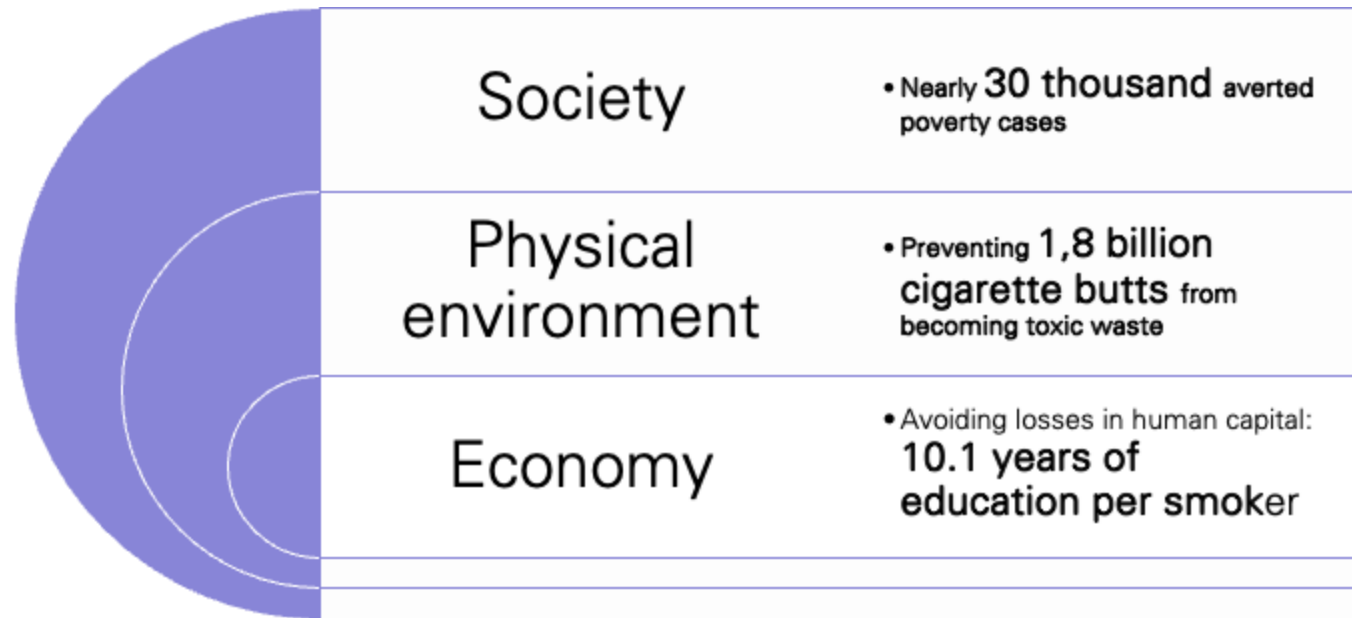 Society
• Nearly 30 thousand averted
poverty cases
Physical
environment
• Preventing 1,8 billion
cigarette butts from
becoming toxic waste
Economy
• Avoiding losses in human capital:
10.1 years of
education per smoker